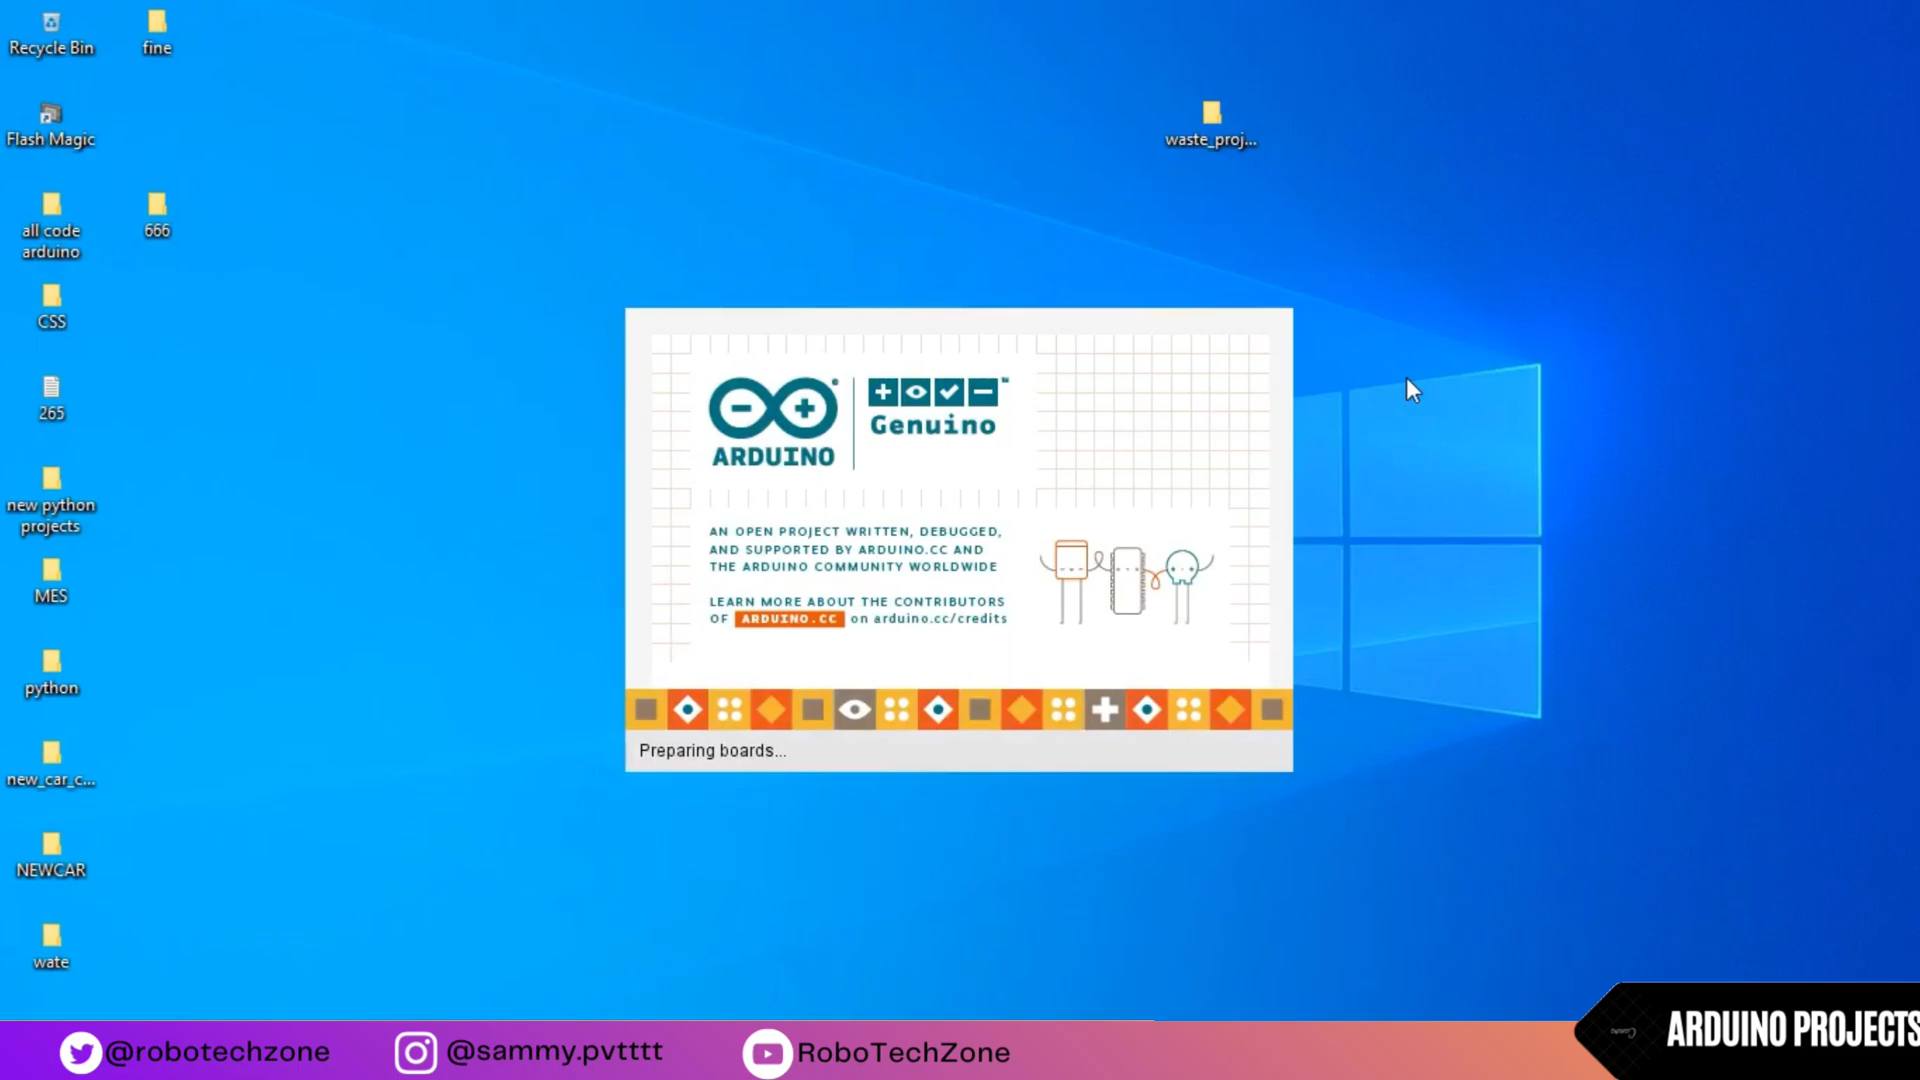 Recycle Bin
fine
Flash Magic
waste_proj...
all code
arduino
666
CSS
265
new python
projects
MES
python
new_car_c...
NEWCAR
wate
ARDUINO
Genuino
TM
AN OPEN PROJECT WRITTEN, DEBUGGED,
AND SUPPORTED BY ARDUINO.CC AND
THE ARDUINO COMMUNITY WORLDWIDE
LEARN MORE ABOUT THE CONTRIBUTORS
OF ARDUINO.CC on arduino.cc/credits
Preparing boards...
@robotechzone
@sammy.pvtttt
RoboTechZone
ARDUINO PROJECTS